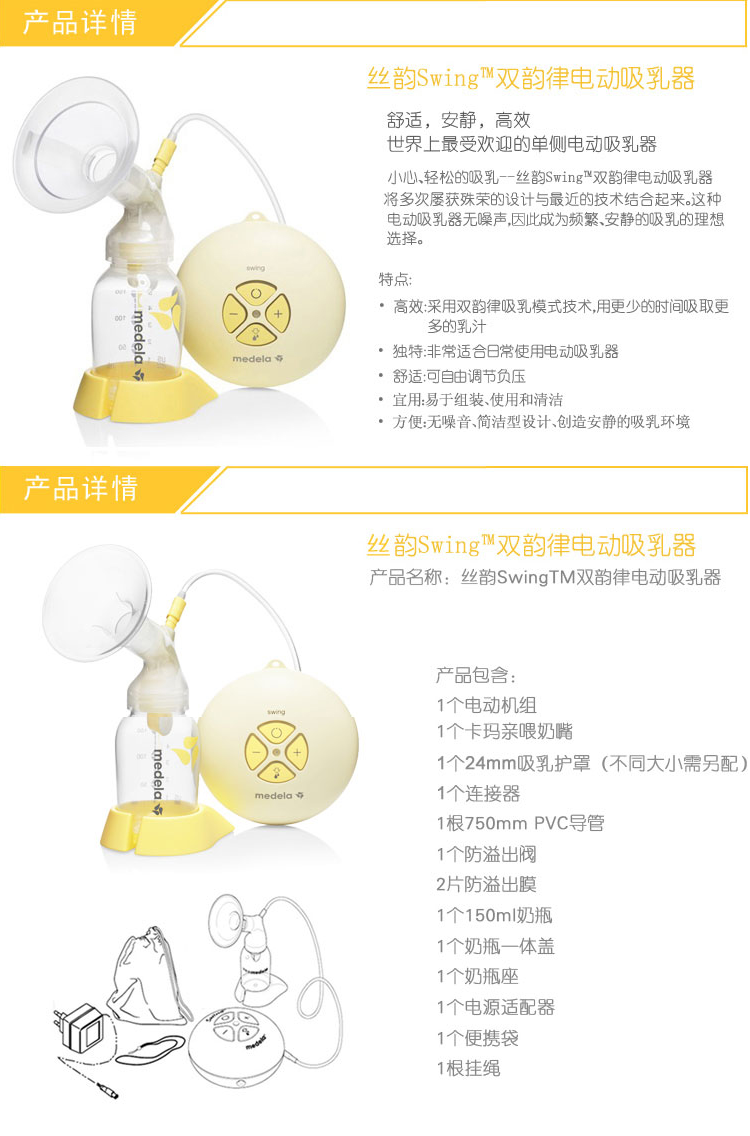 产品详情
丝韵Swing™双韵律电动吸乳器
舒适，安静，高效
世界上最受欢迎的单侧电动吸乳器
小心、轻松的吸乳--丝韵Swing™双韵律电动吸乳器
将多次屡获殊荣的设计与最近的技术结合起来。这种
电动吸乳器无噪声,因此成为频繁、安静的吸乳的理想
选择。
特点:
• 高效:采用双韵律吸乳模式技术,用更少的时间吸取更
多的乳汁
• 独特:非常适合日常使用电动吸乳器
• 舒适:可自由调节负压
• 宜用:易于组装、使用和清洁
• 方便:无噪音、简洁型设计、创造安静的吸乳环境
swing
medela
medela
产品详情
丝韵Swing™双韵律电动吸乳器
产品名称：丝韵SwingTM双韵律电动吸乳器
产品包含：
1个电动机组
1个卡玛亲喂奶嘴
1个24mm吸乳护罩（不同大小需另配）
1个连接器
1根750mm PVC导管
1个防溢出阀
2片防溢出膜
1个150ml奶瓶
1个奶瓶一体盖
1个奶瓶座
1个电源适配器
1个便携袋
1根挂绳
swing
medela
medela
medela